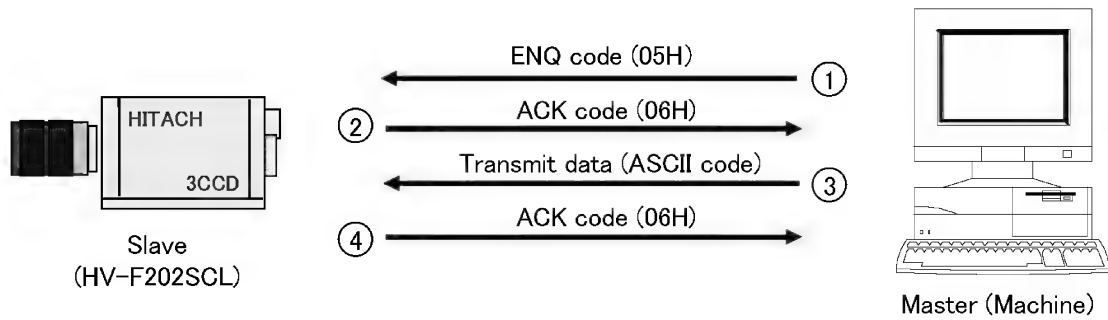 ENQ code (05H)
①
HITACH
② ACK code (06H)
Transmit data (ASCII code)
③
3CCD
ACK code (06H)
④
Slave
(HV-F202SCL)
Master (Machine)